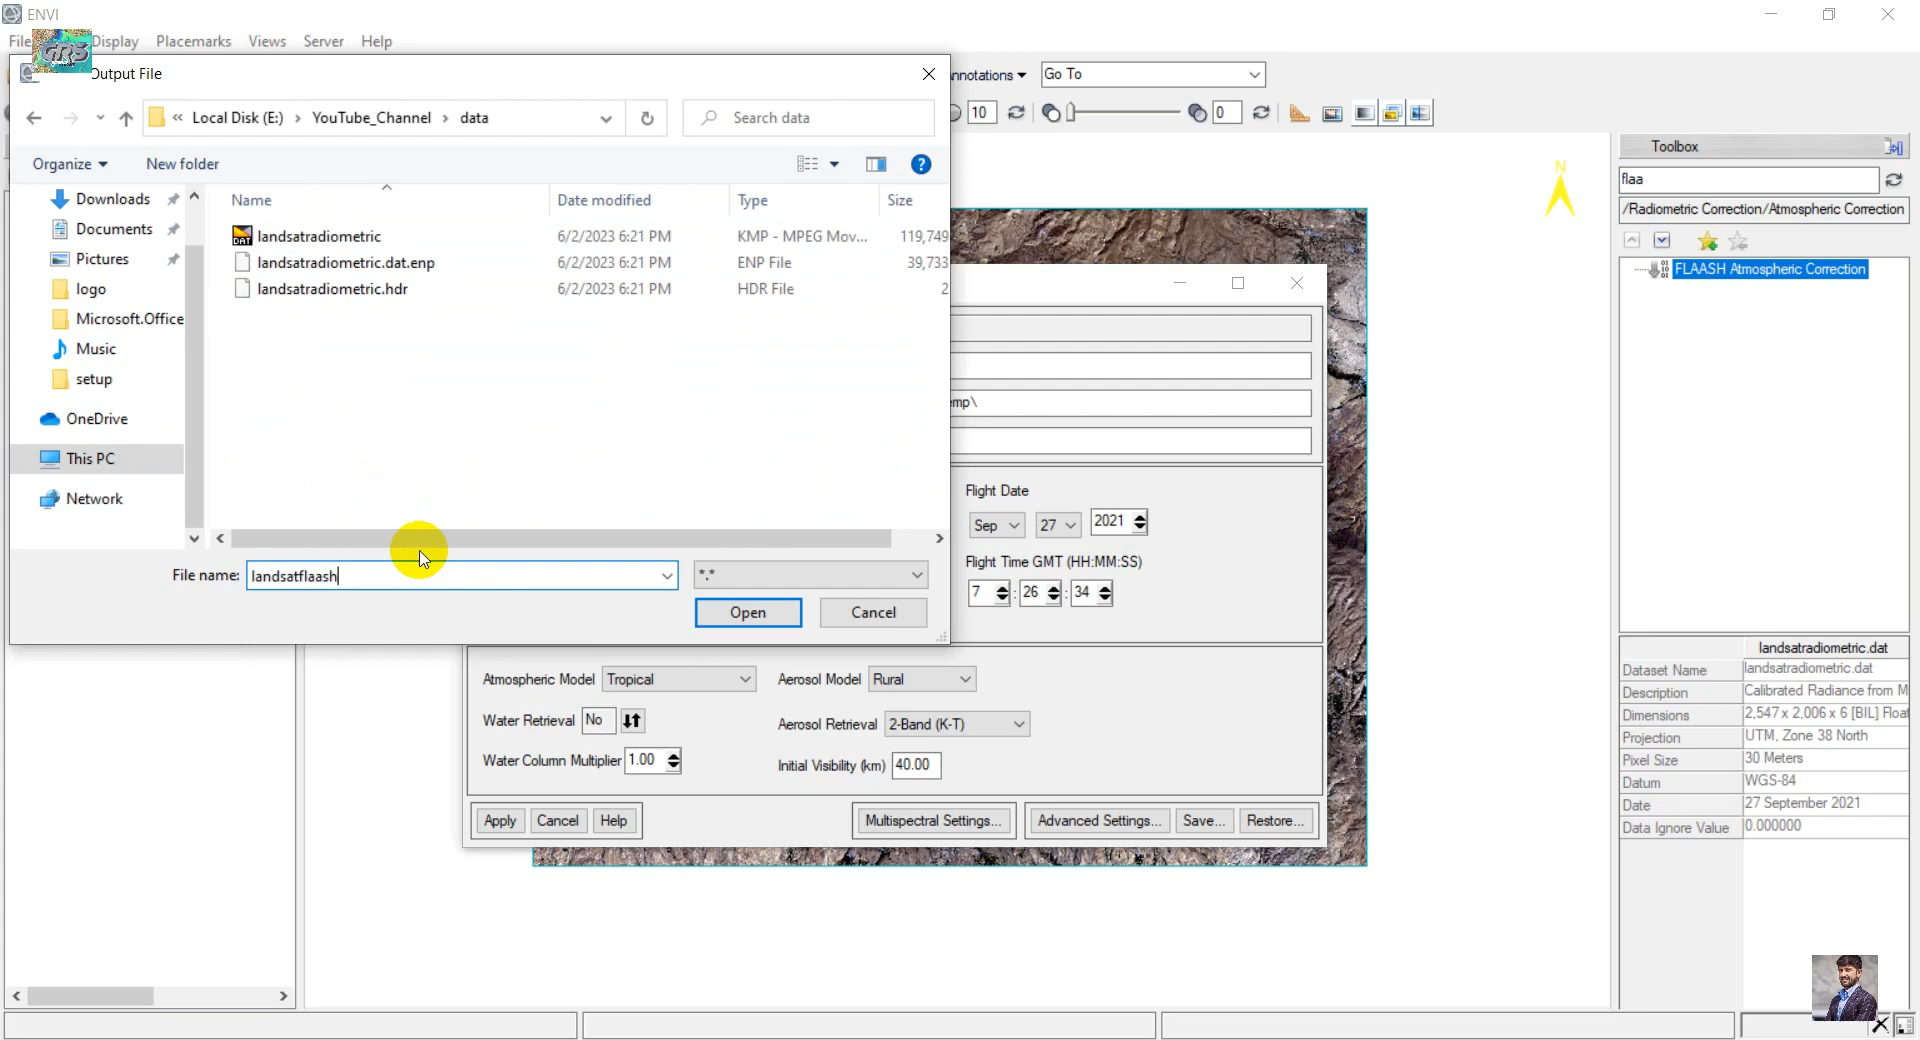 ENVI
File Display Placemarks Views Server Help
GRS
Output File
Annotations Go To
« Local Disk (E:) › YouTube_Channel › data
Search data
10
0
Organize
New folder
Toolbox
flaa
/Radiometric Correction/Atmospheric Correction
FLAASH Atmospheric Correction
N
Downloads
Documents
Pictures
logo
Microsoft.Office
Music
setup
OneDrive
This PC
Network
Name Date modified Type Size
landsatradiometric 6/2/2023 6:21 PM KMP - MPEG Mov... 119,749
landsatradiometric.dat.enp 6/2/2023 6:21 PM ENP File 39,733
landsatradiometric.hdr 6/2/2023 6:21 PM HDR File 2
File name: landsatflaash
*.*
Open
Cancel
emp\
Flight Date
Sep 27 2021
Flight Time GMT (HH:MM:SS)
7 : 26 : 34
Atmospheric Model Tropical
Aerosol Model Rural
Water Retrieval No
Aerosol Retrieval 2-Band (K-T)
Water Column Multiplier 1.00
Initial Visibility (km) 40.00
Apply Cancel Help
Multispectral Settings...
Advanced Settings... Save... Restore...
landsatradiometric.dat
Dataset Name landsatradiometric.dat
Description Calibrated Radiance from M
Dimensions 2,547 x 2,006 x 6 [BIL] Float
Projection UTM, Zone 38 North
Pixel Size 30 Meters
Datum WGS-84
Date 27 September 2021
Data Ignore Value 0.000000